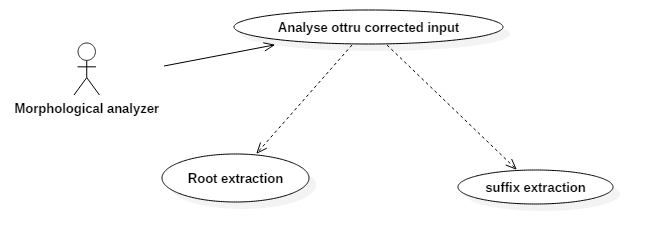 Analyse ottru corrected input
Morphological analyzer
Root extraction
suffix extraction